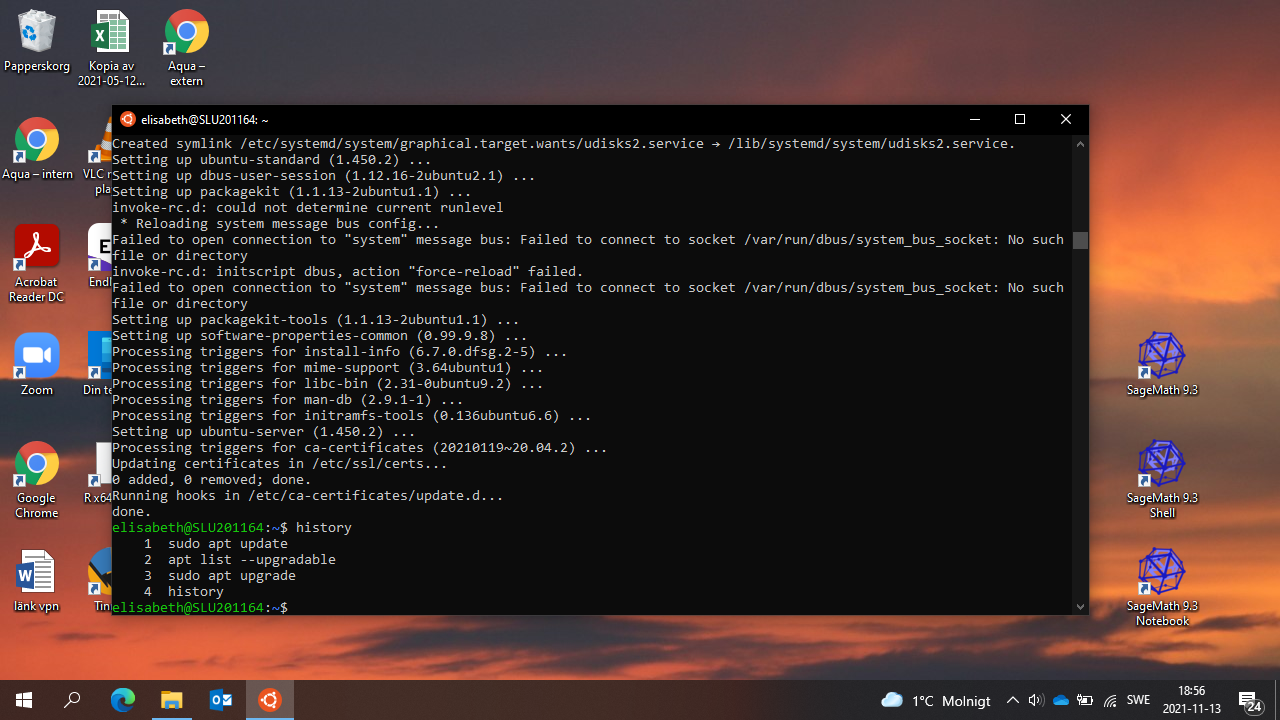 Papperskorg
Kopia av
2021-05-12...
Aqua –
extern
elisabeth@SLU201164: ~
Created symlink /etc/systemd/system/graphical.target.wants/udisks2.service → /lib/systemd/system/udisks2.service.
Setting up ubuntu-standard (1.450.2) ...
Setting up dbus-user-session (1.12.16-2ubuntu2.1) ...
Setting up packagekit (1.1.13-2ubuntu1.1) ...
invoke-rc.d: could not determine current runlevel
 * Reloading system message bus config...
Failed to open connection to "system" message bus: Failed to connect to socket /var/run/dbus/system_bus_socket: No such
file or directory
invoke-rc.d: initscript dbus, action "force-reload" failed.
Failed to open connection to "system" message bus: Failed to connect to socket /var/run/dbus/system_bus_socket: No such
file or directory
Setting up packagekit-tools (1.1.13-2ubuntu1.1) ...
Setting up software-properties-common (0.99.9.8) ...
Processing triggers for install-info (6.7.0.dfsg.2-5) ...
Processing triggers for mime-support (3.64ubuntu1) ...
Processing triggers for libc-bin (2.31-0ubuntu9.2) ...
Processing triggers for man-db (2.9.1-1) ...
Processing triggers for initramfs-tools (0.136ubuntu6.6) ...
Setting up ubuntu-server (1.450.2) ...
Processing triggers for ca-certificates (20210119~20.04.2) ...
Updating certificates in /etc/ssl/certs...
0 added, 0 removed; done.
Running hooks in /etc/ca-certificates/update.d...
done.
elisabeth@SLU201164:~$ history
    1  sudo apt update
    2  apt list --upgradable
    3  sudo apt upgrade
    4  history
elisabeth@SLU201164:~$
Aqua – intern
VLC
Acrobat
Reader DC
Zoom
Din
Google
Chrome
R x64
länk vpn
SageMath 9.3
SageMath 9.3
Shell
SageMath 9.3
Notebook
1°C Molnigt
SWE
18:56
2021-11-13
24